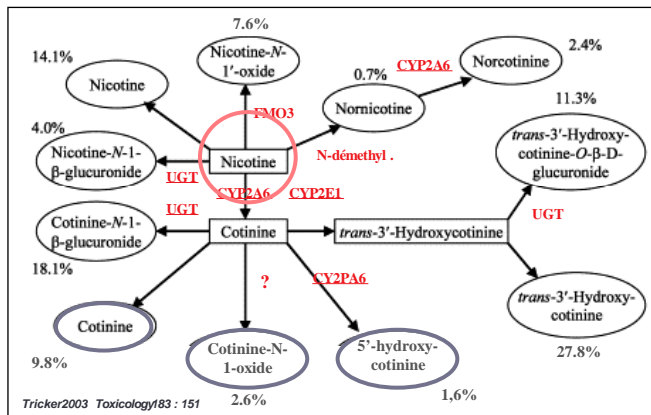 7.6%
Nicotine-N-
1′-oxide
14.1%
Nicotine
CYP2A6
2.4%
Norcotinine
0.7%
Nornicotine
FMO3
4.0%
Nicotine-N-1-
β-glucuronide
Nicotine
N-démethyl .
11.3%
trans-3′-Hydroxy-
cotinine-O-β-D-
glucuronide
UGT
CYP2A6
CYP2E1
UGT
Cotinine-N-1-
β-glucuronide
18.1%
Cotinine
trans-3′-Hydroxycotinine
UGT
?
CY2PA6
Cotinine
9.8%
Cotinine-N-
1-oxide
2.6%
5’-hydroxy-
cotinine
1,6%
trans-3′-Hydroxy-
cotinine
27.8%
Tricker2003 Toxicology183 : 151